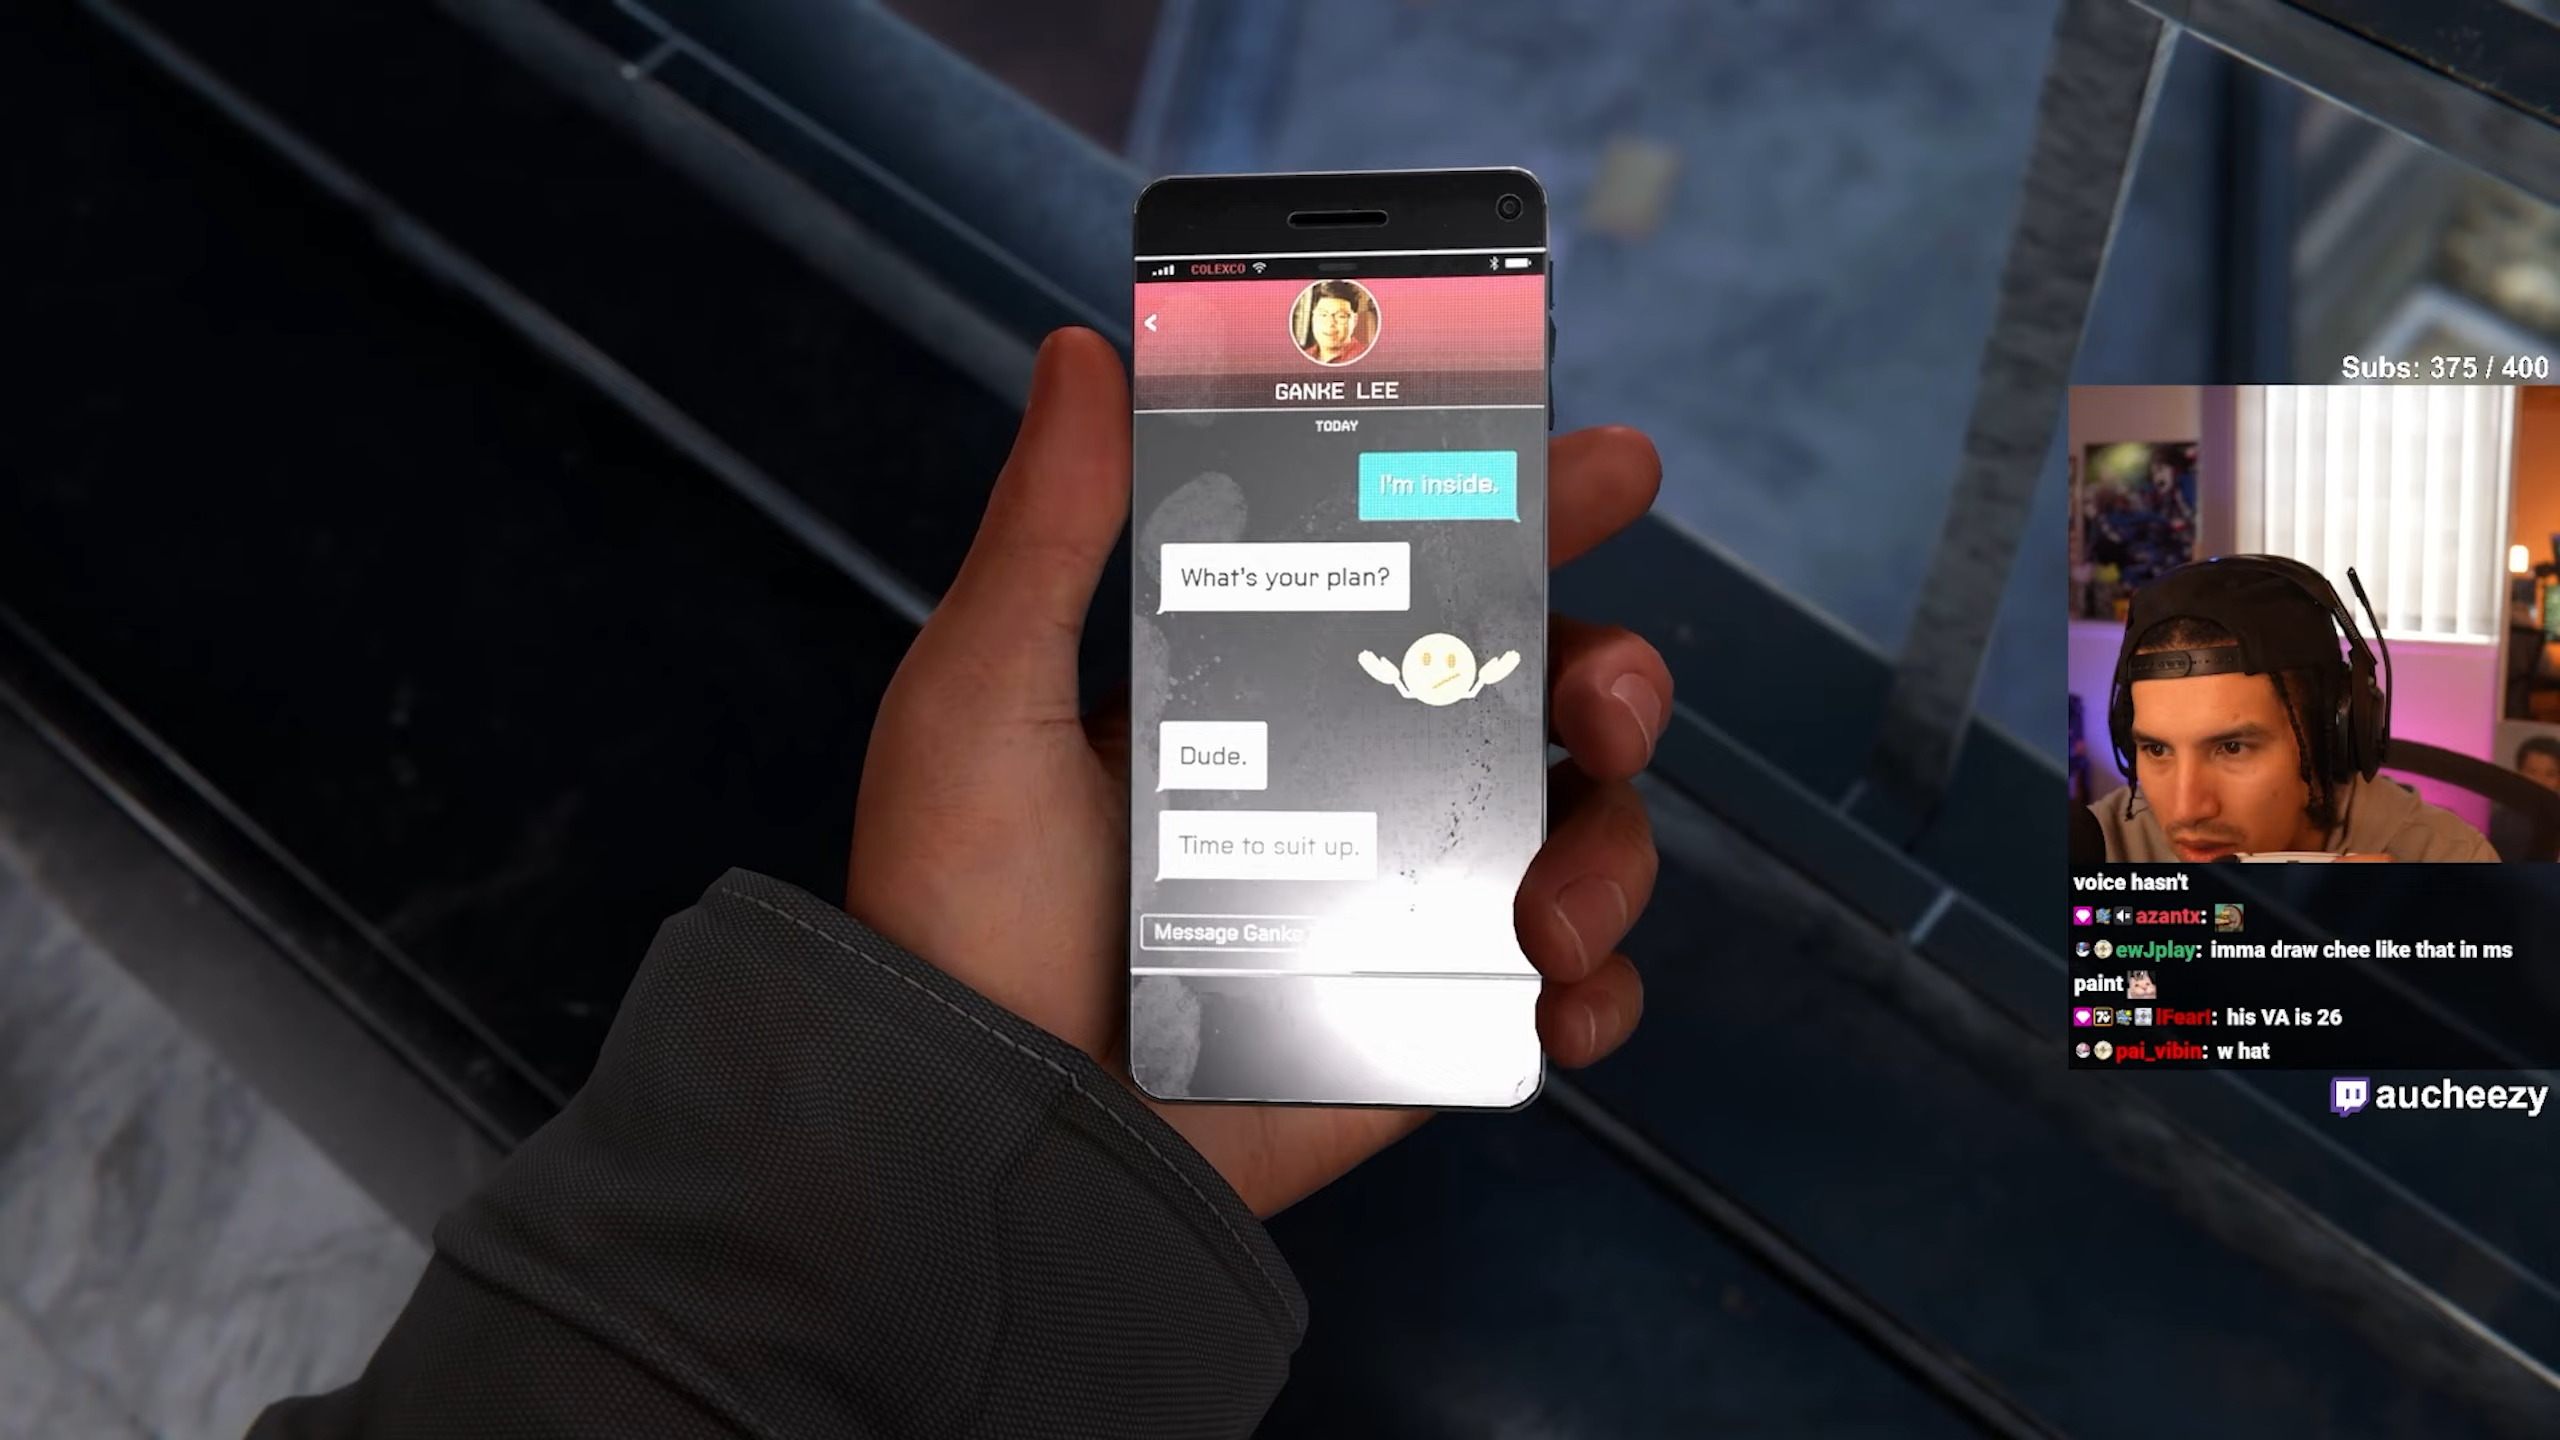 COLEXCO
GANKE LEE
TODAY
I'm inside.
What's your plan?
Dude.
Time to suit up.
Message Ganke
Subs: 375 / 400
voice hasn't
azantx:
ewJplay: imma draw chee like that in ms
paint
lFearl: his VA is 26
pai_vibin: w hat
aucheezy